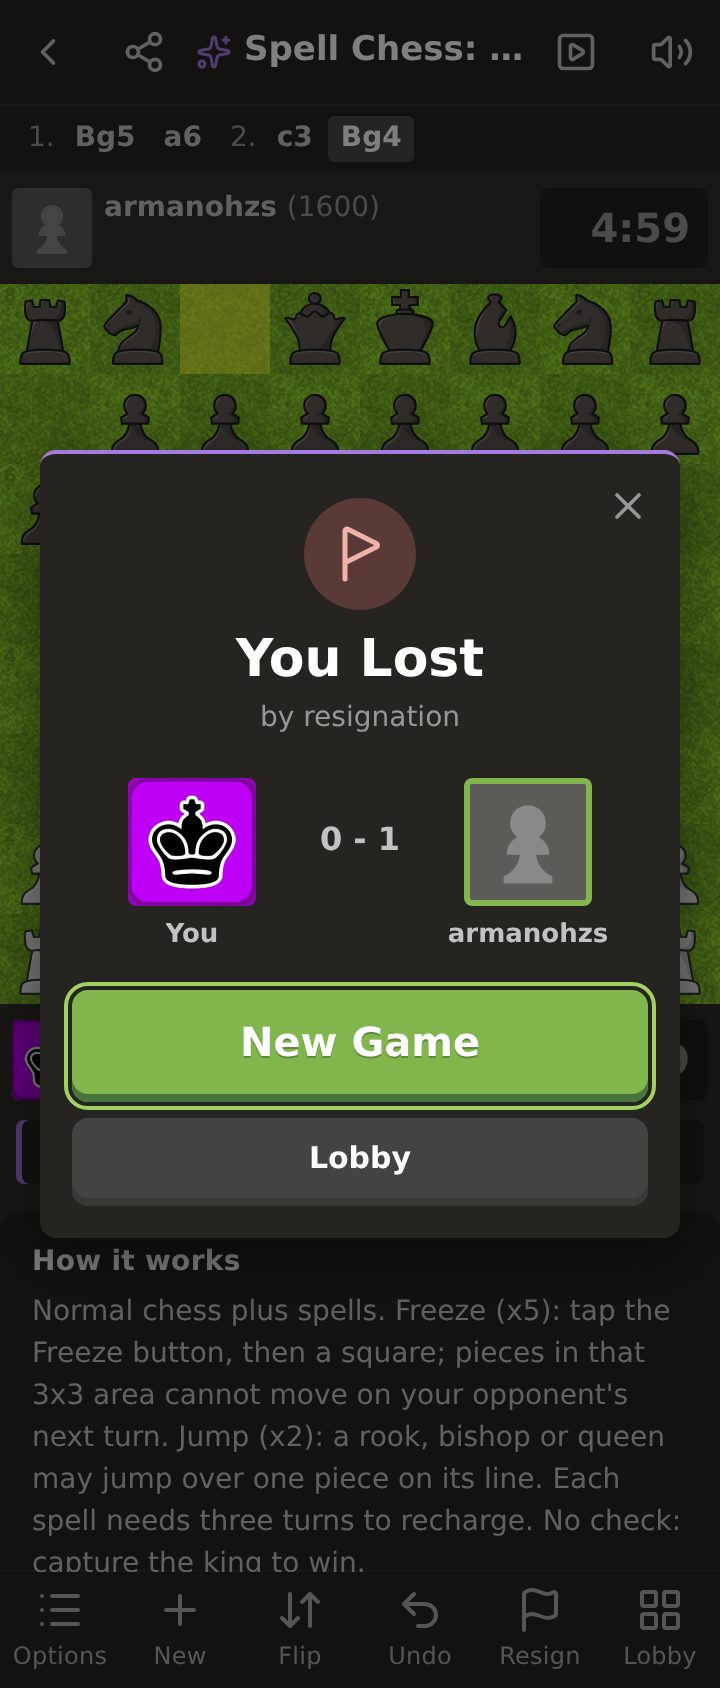 Spell Chess: ...
1. Bg5 a6 2. c3 Bg4
armanohzs (1600)
4:59
You Lost
by resignation
0 - 1
You
armanohzs
New Game
Lobby
How it works
Normal chess plus spells. Freeze (x5): tap the
Freeze button, then a square; pieces in that
3x3 area cannot move on your opponent's
next turn. Jump (x2): a rook, bishop or queen
may jump over one piece on its line. Each
spell needs three turns to recharge. No check:
capture the king to win.
Options New Flip Undo Resign Lobby